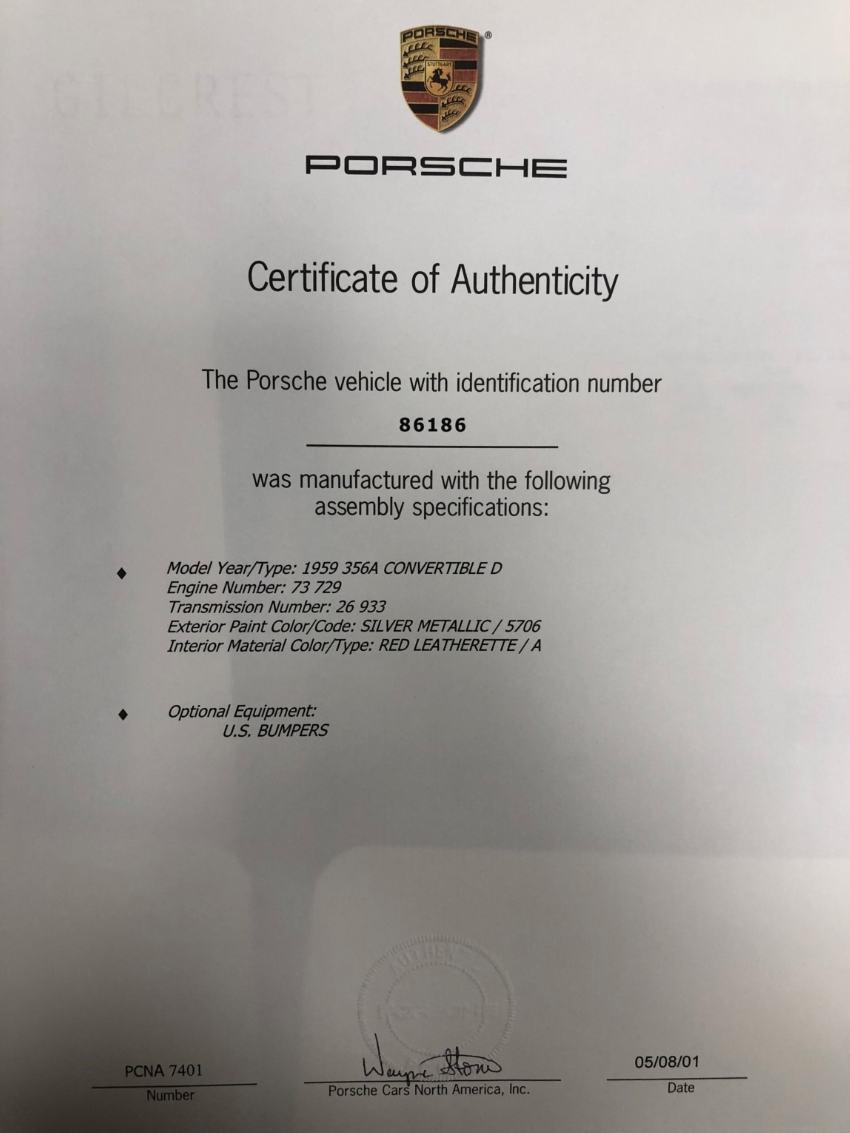 PORSCHE
STUTTGART
®
PORSCHE
Certificate of Authenticity
The Porsche vehicle with identification number
86186
was manufactured with the following
assembly specifications:
♦ Model Year/Type: 1959 356A CONVERTIBLE D
Engine Number: 73 729
Transmission Number: 26 933
Exterior Paint Color/Code: SILVER METALLIC / 5706
Interior Material Color/Type: RED LEATHERETTE / A
♦ Optional Equipment:
U.S. BUMPERS
PORSCHE
PCNA 7401
Number
Wayne
Porsche Cars North America, Inc.
05/08/01
Date